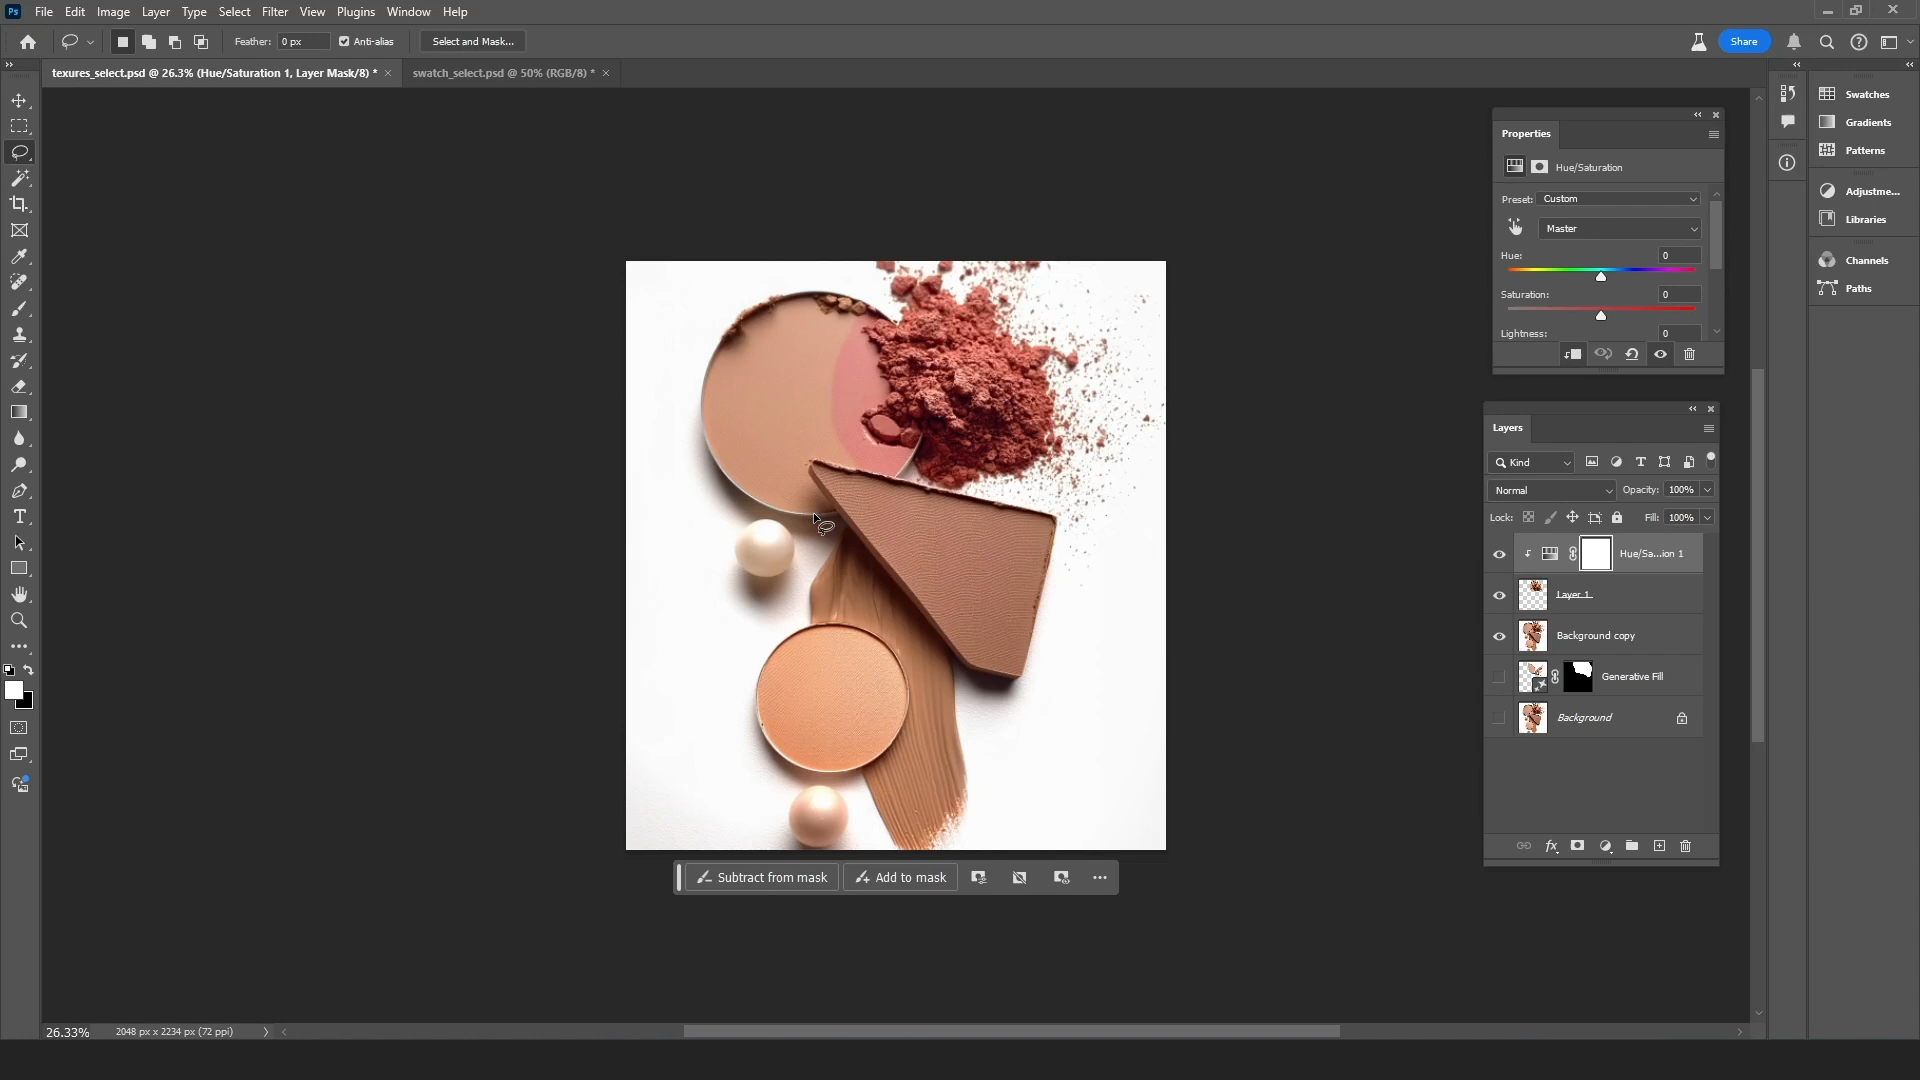 Ps File Edit Image Layer Type Select Filter View Plugins Window Help
Feather: 0 px Anti-alias Select and Mask... Share
texures_select.psd @ 26.3% (Hue/Saturation 1, Layer Mask/8) * swatch_select.psd @ 50% (RGB/8) *
Swatches
Gradients
Patterns
Adjustme...
Libraries
Channels
Paths
Properties
Hue/Saturation
Preset: Custom
Master
Hue: 0
Saturation: 0
Lightness: 0
Layers
Kind
Normal Opacity: 100%
Lock: Fill: 100%
Hue/Sa...ion 1
Layer 1
Background copy
Generative Fill
Background
Subtract from mask Add to mask
26.33% 2048 px x 2234 px (72 ppi)